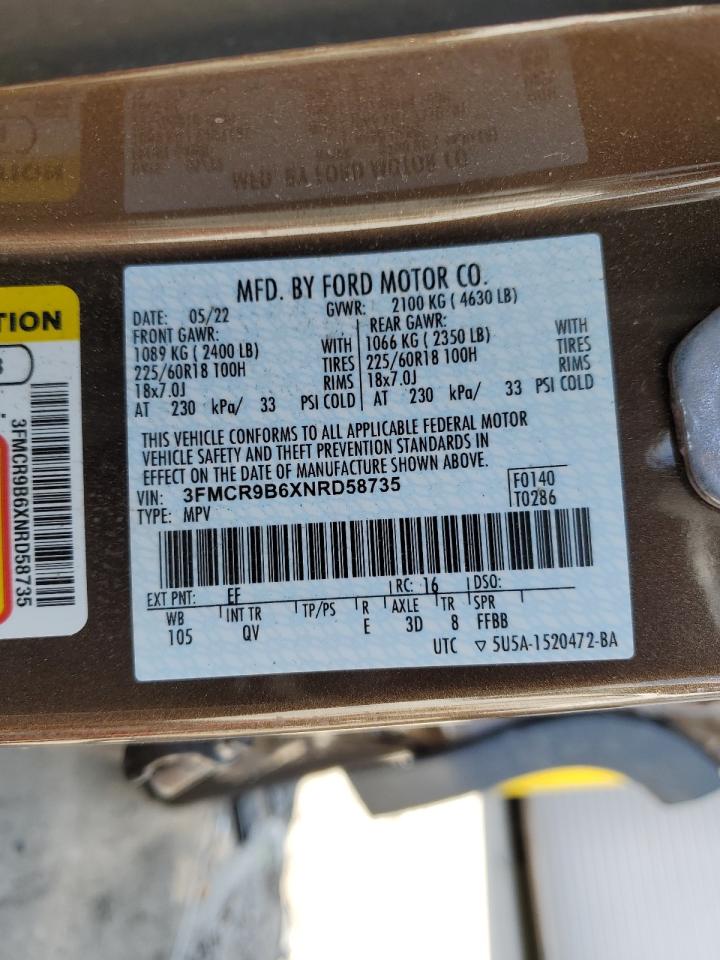 MFD. BY FORD MOTOR CO.
DATE: 05/22 GVWR: 2100 KG ( 4630 LB)
FRONT GAWR: REAR GAWR:
1089 KG ( 2400 LB) WITH 1066 KG ( 2350 LB) WITH
225/60R18 100H TIRES 225/60R18 100H TIRES
18x7.0J RIMS 18x7.0J RIMS
AT 230 kPa/ 33 PSI COLD AT 230 kPa/ 33 PSI COLD
THIS VEHICLE CONFORMS TO ALL APPLICABLE FEDERAL MOTOR
VEHICLE SAFETY AND THEFT PREVENTION STANDARDS IN
EFFECT ON THE DATE OF MANUFACTURE SHOWN ABOVE.
VIN: 3FMCR9B6XNRD58735 F0140
TYPE: MPV T0286
EXT PNT: EF RC: 16 DSO:
WB INT TR TP/PS R AXLE TR SPR
105 QV E 3D 8 FFBB
UTC ▽ 5U5A-1520472-BA
3FMCR9B6XNRD58735